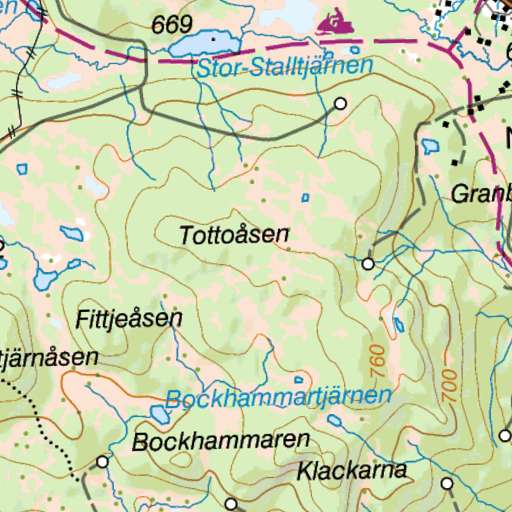 669
Stor-Stalltjärnen
Granb
Tottoåsen
Fittjeåsen
tjärnåsen
760
700
Bockhammartjärnen
Bockhammaren
Klackarna